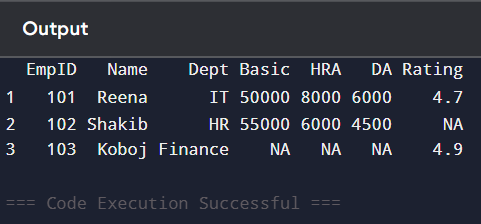 Output
EmpID Name Dept Basic HRA DA Rating
1 101 Reena IT 50000 8000 6000 4.7
2 102 Shakib HR 55000 6000 4500 NA
3 103 Koboj Finance NA NA NA 4.9
=== Code Execution Successful ===